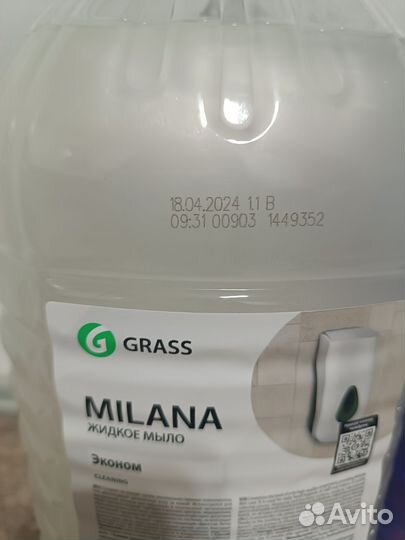 18.04.2024 11 B
09:31 00903 1449352
GRASS
MILANA
ЖИДКОЕ МЫЛО
Эконом
CLEANING
Avito